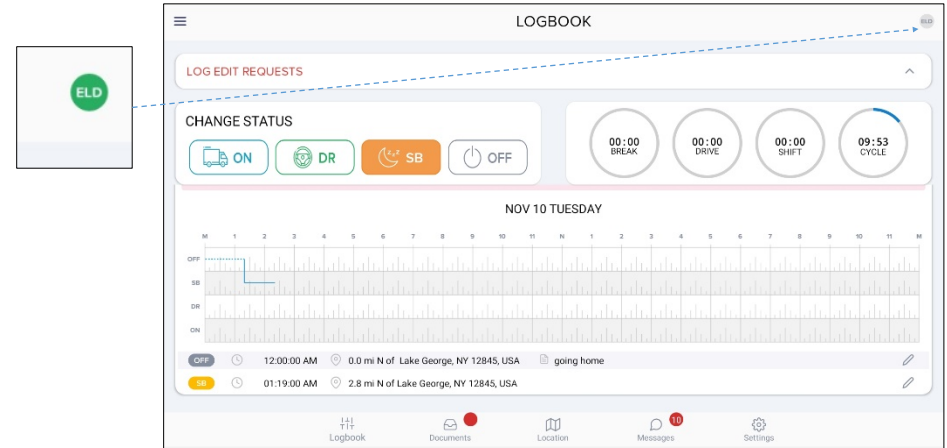 LOGBOOK
ELD
ELD
LOG EDIT REQUESTS
CHANGE STATUS
ON DR SB OFF
00:00 BREAK
00:00 DRIVE
00:00 SHIFT
09:53 CYCLE
NOV 10 TUESDAY
M 1 2 3 4 5 6 7 8 9 10 11 N 1 2 3 4 5 6 7 8 9 10 11 M
OFF
SB
DR
ON
OFF 12:00:00 AM 0.0 mi N of Lake George, NY 12845, USA going home
SB 01:19:00 AM 2.8 mi N of Lake George, NY 12845, USA
10
Logbook Documents Location Messages Settings